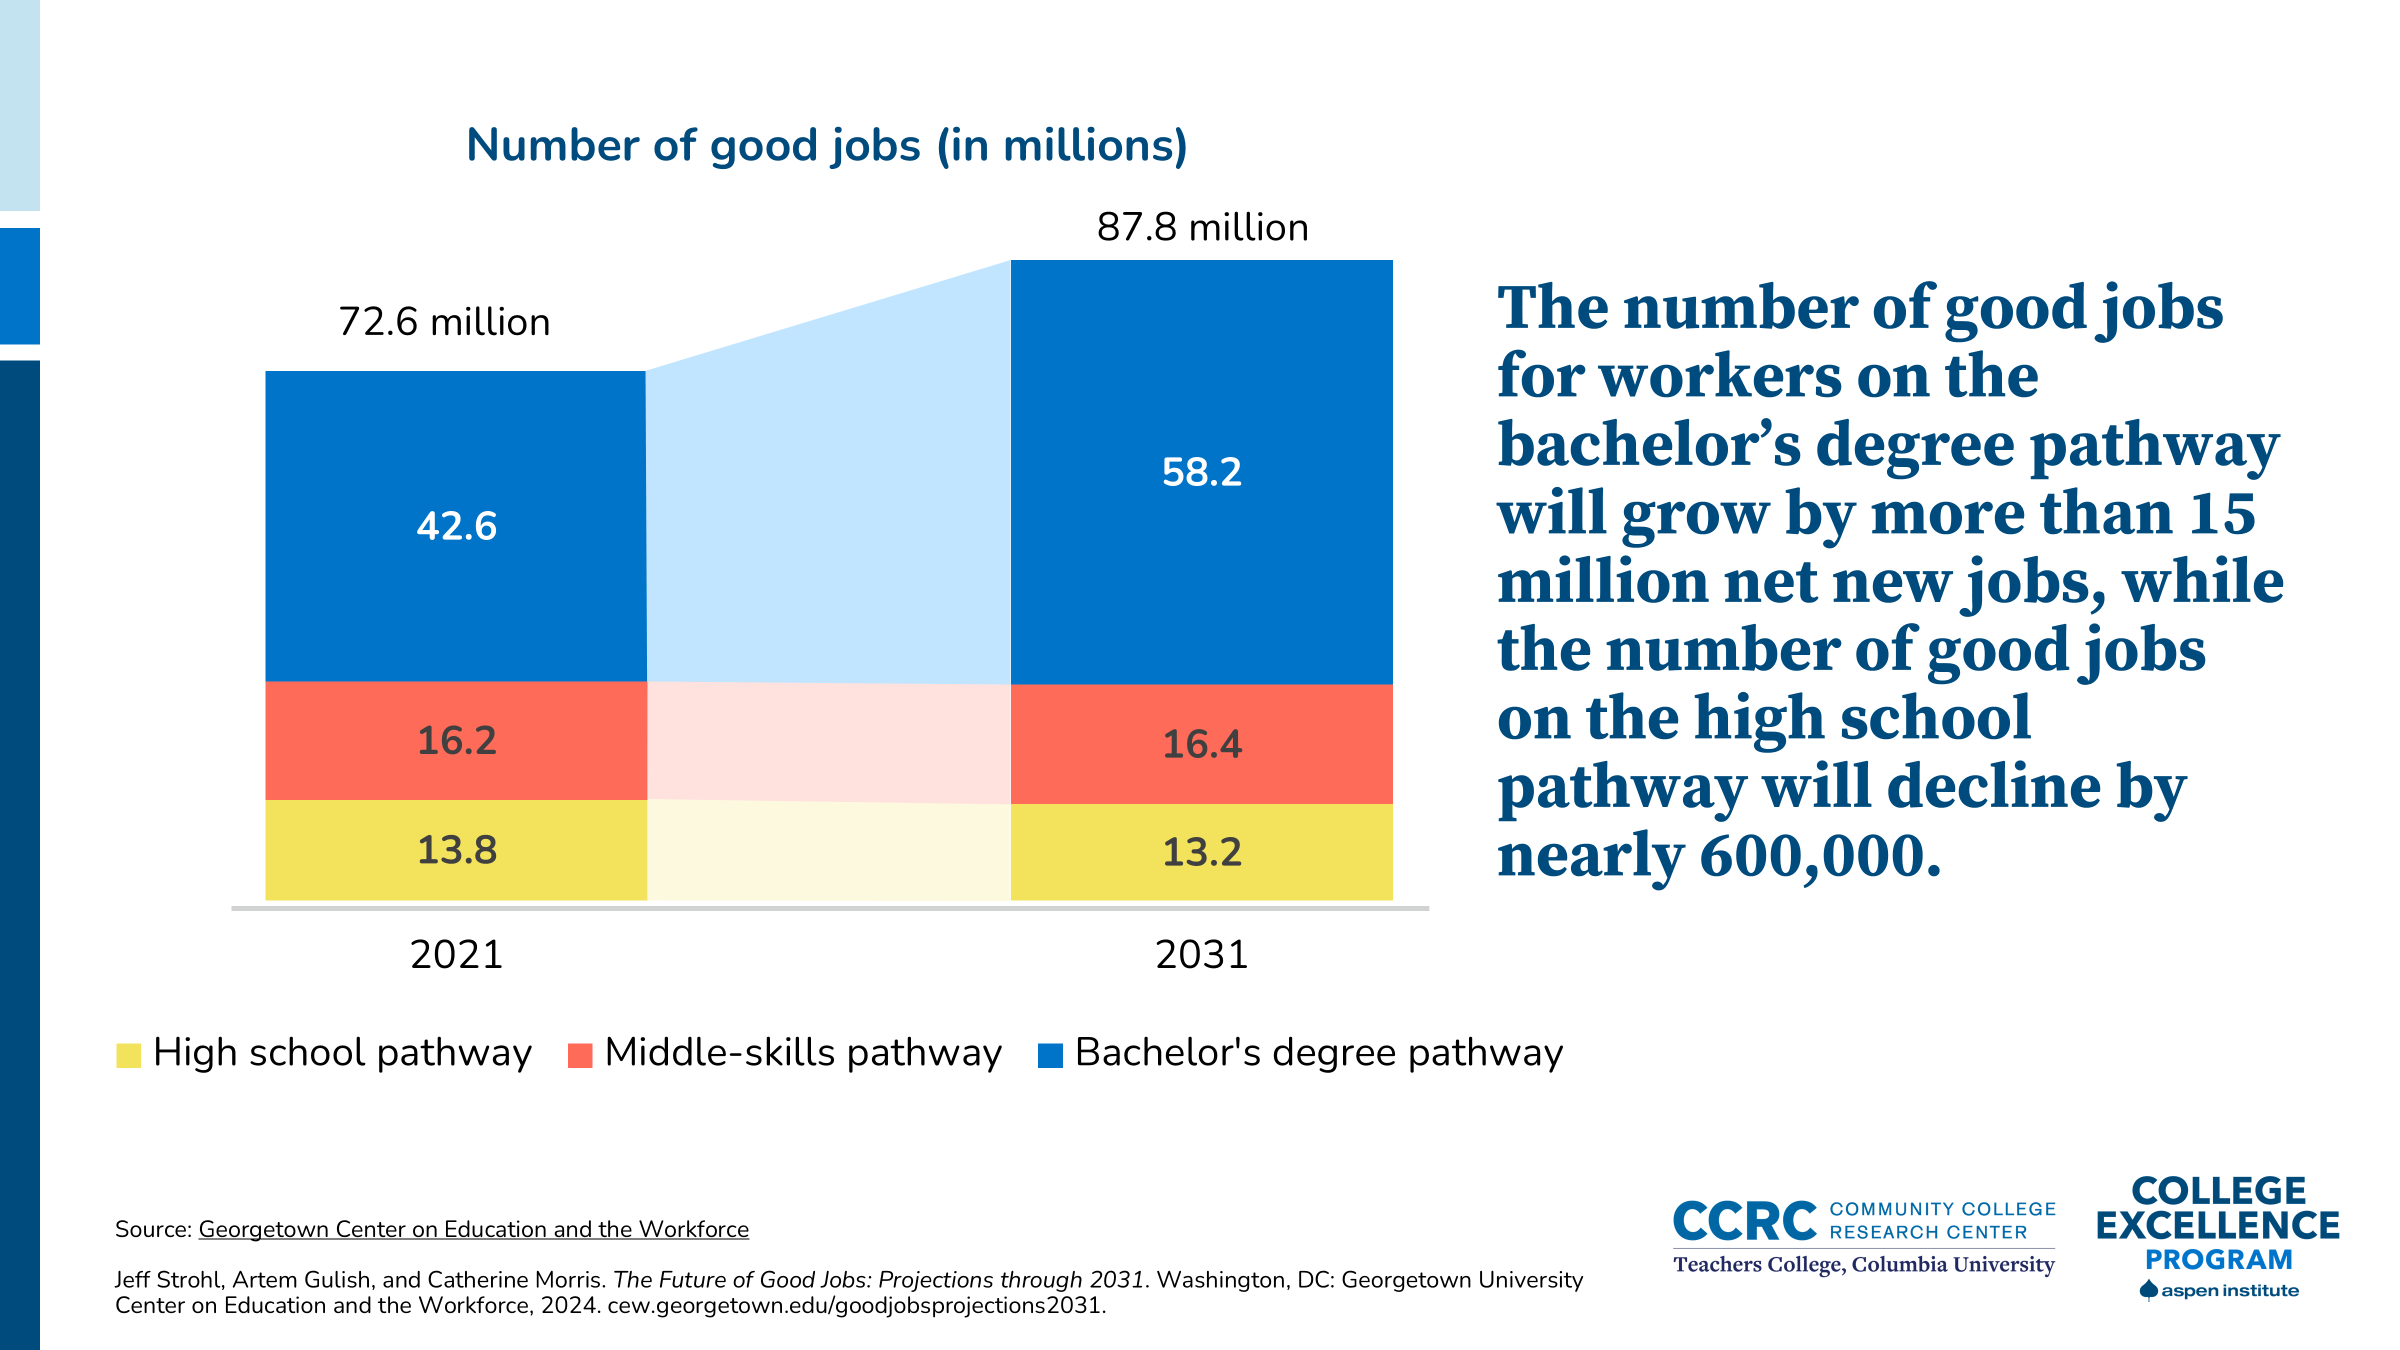 Number of good jobs (in millions)
72.6 million
87.8 million
42.6
58.2
16.2
16.4
13.8
13.2
2021
2031
High school pathway
Middle-skills pathway
Bachelor's degree pathway
The number of good jobs
for workers on the
bachelor’s degree pathway
will grow by more than 15
million net new jobs, while
the number of good jobs
on the high school
pathway will decline by
nearly 600,000.
Source: Georgetown Center on Education and the Workforce
Jeff Strohl, Artem Gulish, and Catherine Morris. The Future of Good Jobs: Projections through 2031. Washington, DC: Georgetown University
Center on Education and the Workforce, 2024. cew.georgetown.edu/goodjobsprojections2031.
CCRC
COMMUNITY COLLEGE
RESEARCH CENTER
Teachers College, Columbia University
COLLEGE
EXCELLENCE
PROGRAM
aspen institute